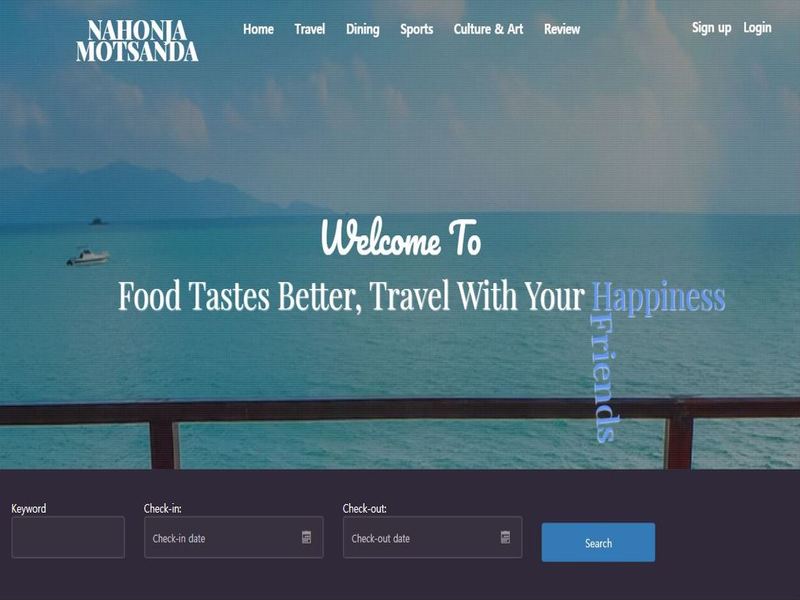 NAHONJA
MOTSANDA
Home Travel Dining Sports Culture & Art Review
Sign up Login
Welcome To
Food Tastes Better, Travel With Your Happiness
Friends
Keyword Check-in: Check-out:
Check-in date Check-out date Search